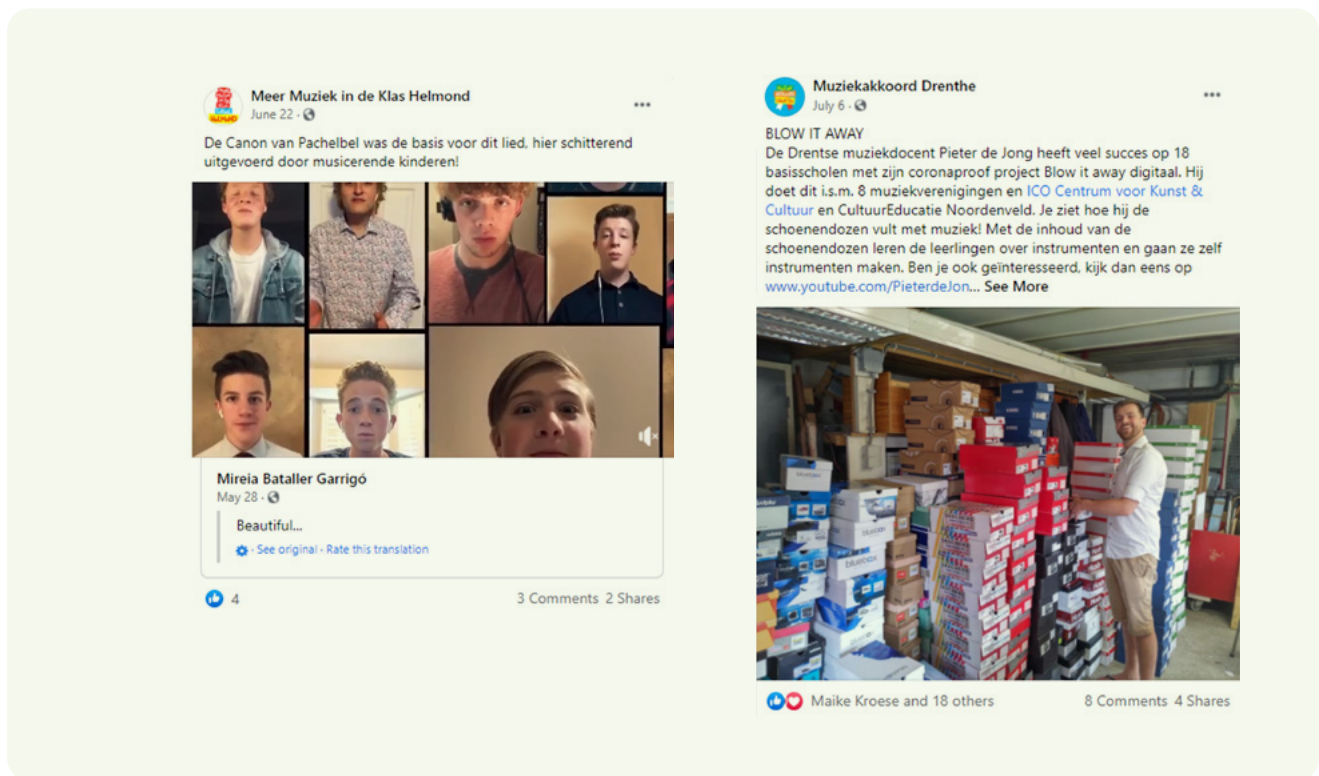 Meer Muziek in de Klas Helmond
June 22 ·
De Canon van Pachelbel was de basis voor dit lied, hier schitterend
uitgevoerd door musicerende kinderen!
Mireia Bataller Garrigó
May 28 ·
Beautiful...
· See original · Rate this translation
4
3 Comments 2 Shares
Muziekakkoord Drenthe
July 6 ·
BLOW IT AWAY
De Drentse muziekdocent Pieter de Jong heeft veel succes op 18
basisscholen met zijn coronaproof project Blow it away digitaal. Hij
doet dit i.s.m. 8 muziekverenigingen en ICO Centrum voor Kunst &
Cultuur en CultuurEducatie Noordenveld. Je ziet hoe hij de
schoenendozen vult met muziek! Met de inhoud van de
schoenendozen leren de leerlingen over instrumenten en gaan ze zelf
instrumenten maken. Ben je ook geïnteresseerd, kijk dan eens op
www.youtube.com/PieterdeJon... See More
bluebox
bluebox
Maike Kroese and 18 others
8 Comments 4 Shares